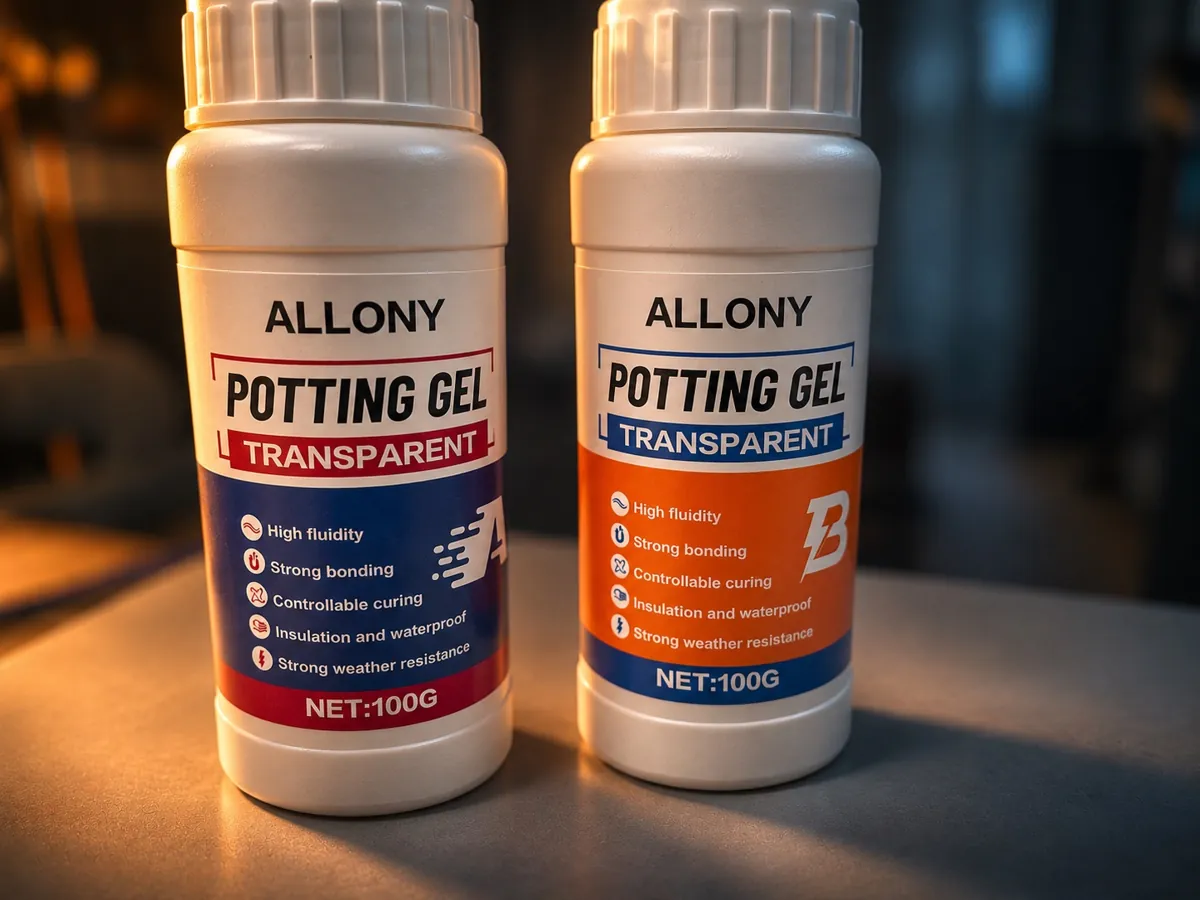 ALLONY
POTTING GEL
TRANSPARENT
High fluidity
Strong bonding
Controllable curing
Insulation and waterproof
Strong weather resistance
A
NET:100G
ALLONY
POTTING GEL
TRANSPARENT
High fluidity
Strong bonding
Controllable curing
Insulation and waterproof
Strong weather resistance
B
NET:100G